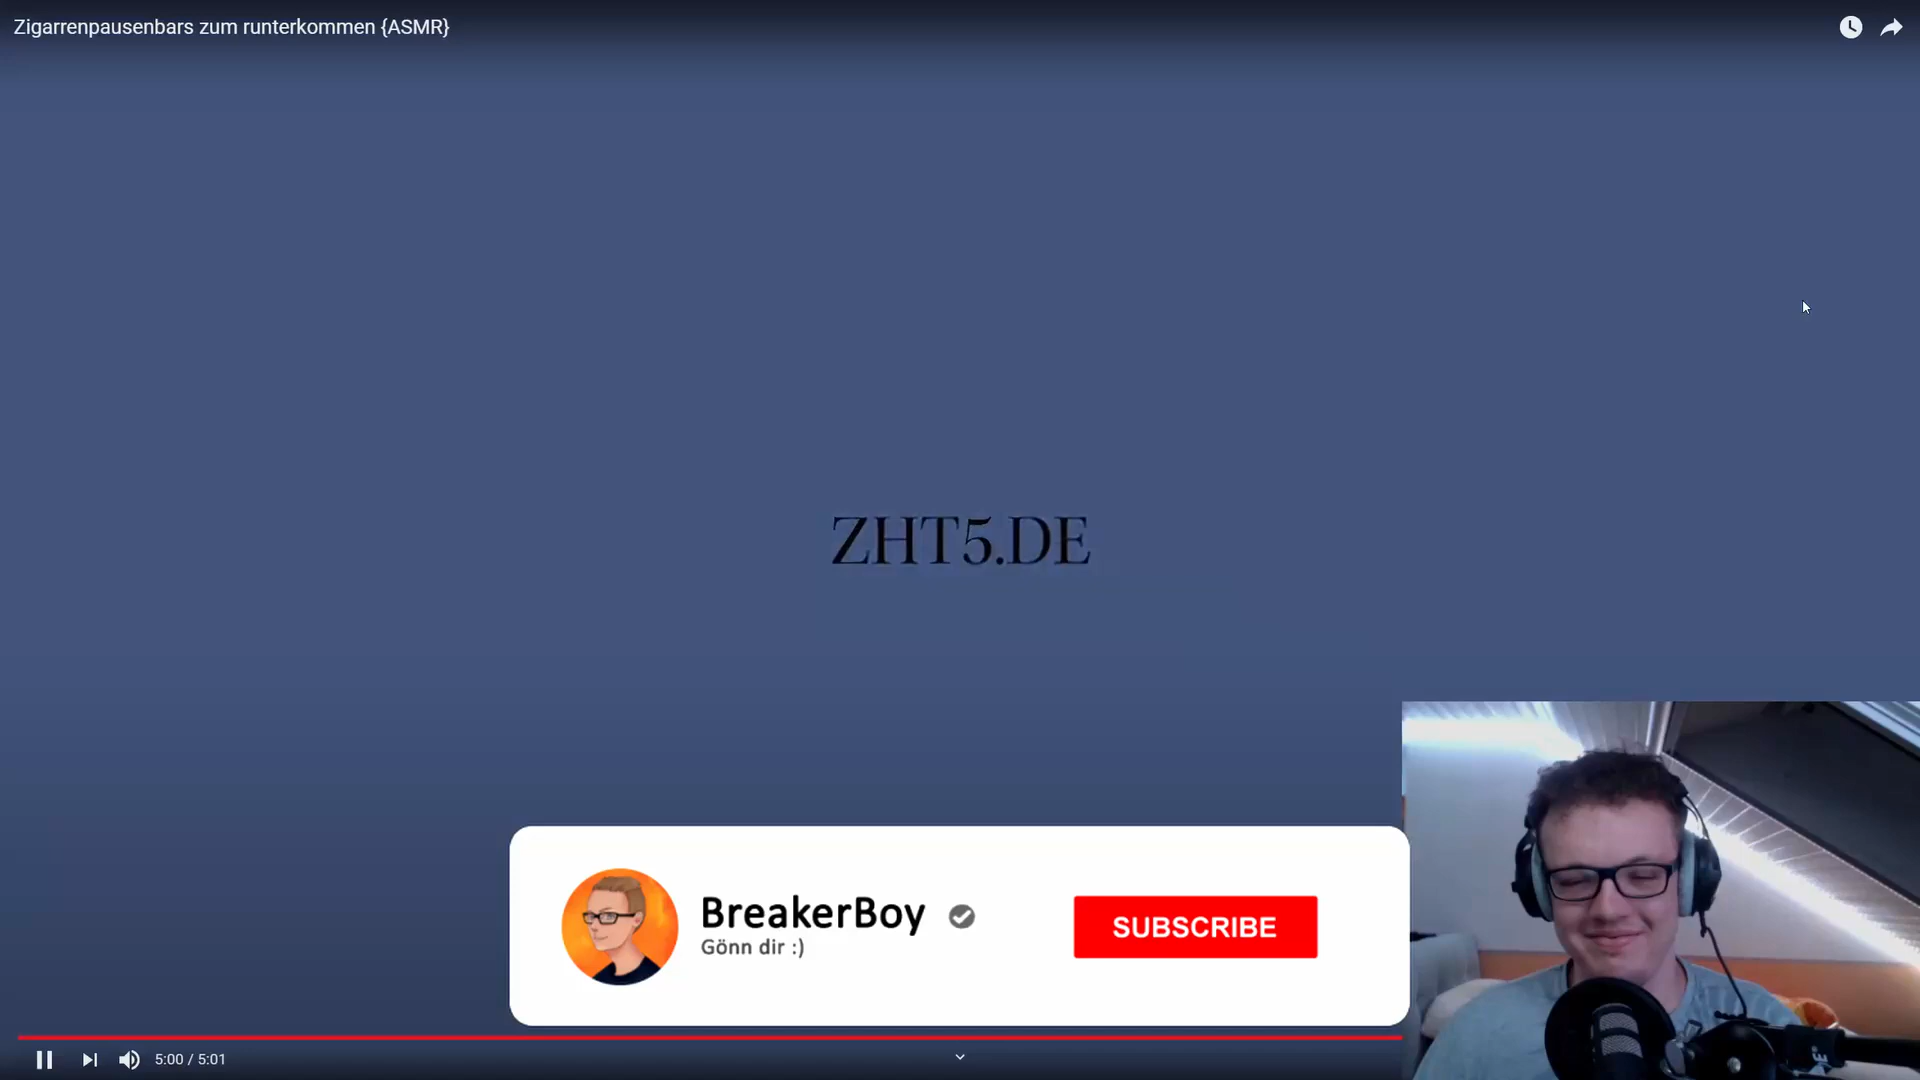 Zigarrenpausenbars zum runterkommen {ASMR}
ZHT5.DE
BreakerBoy
Gönn dir :)
SUBSCRIBE
5:00 / 5:01